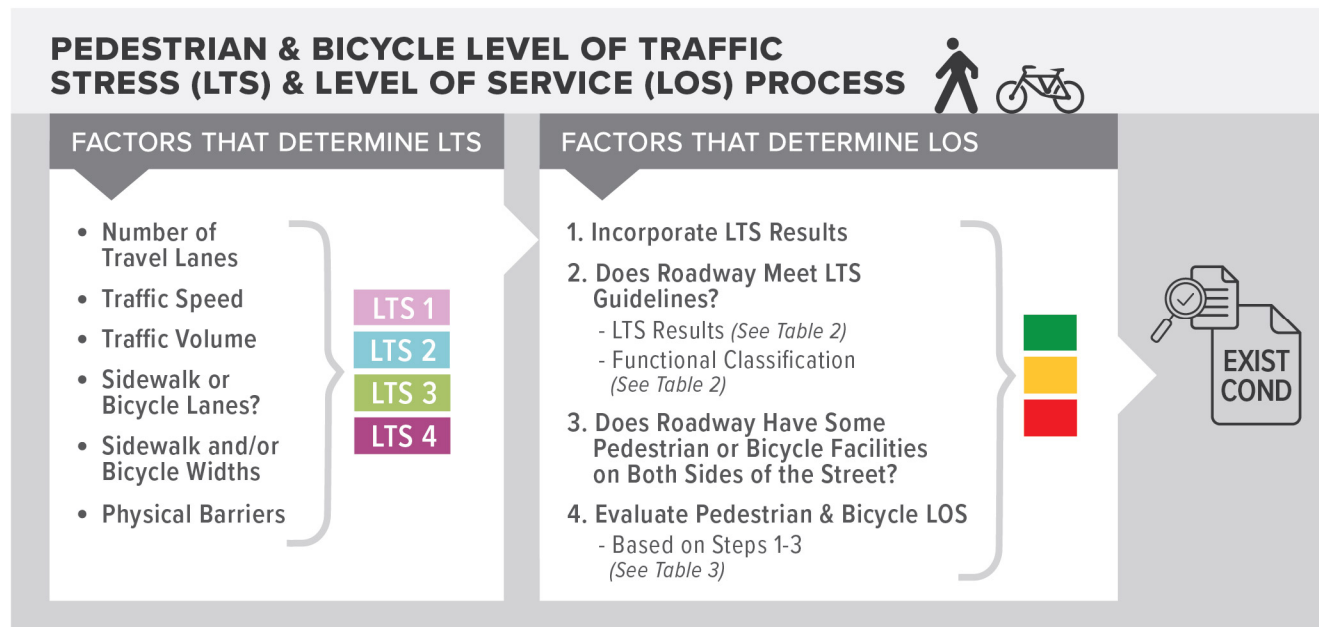 PEDESTRIAN & BICYCLE LEVEL OF TRAFFIC
STRESS (LTS) & LEVEL OF SERVICE (LOS) PROCESS
FACTORS THAT DETERMINE LTS
• Number of
Travel Lanes
• Traffic Speed
• Traffic Volume
• Sidewalk or
Bicycle Lanes?
• Sidewalk and/or
Bicycle Widths
• Physical Barriers
LTS 1
LTS 2
LTS 3
LTS 4
FACTORS THAT DETERMINE LOS
1. Incorporate LTS Results
2. Does Roadway Meet LTS
Guidelines?
- LTS Results (See Table 2)
- Functional Classification
(See Table 2)
3. Does Roadway Have Some
Pedestrian or Bicycle Facilities
on Both Sides of the Street?
4. Evaluate Pedestrian & Bicycle LOS
- Based on Steps 1-3
(See Table 3)
EXIST
COND